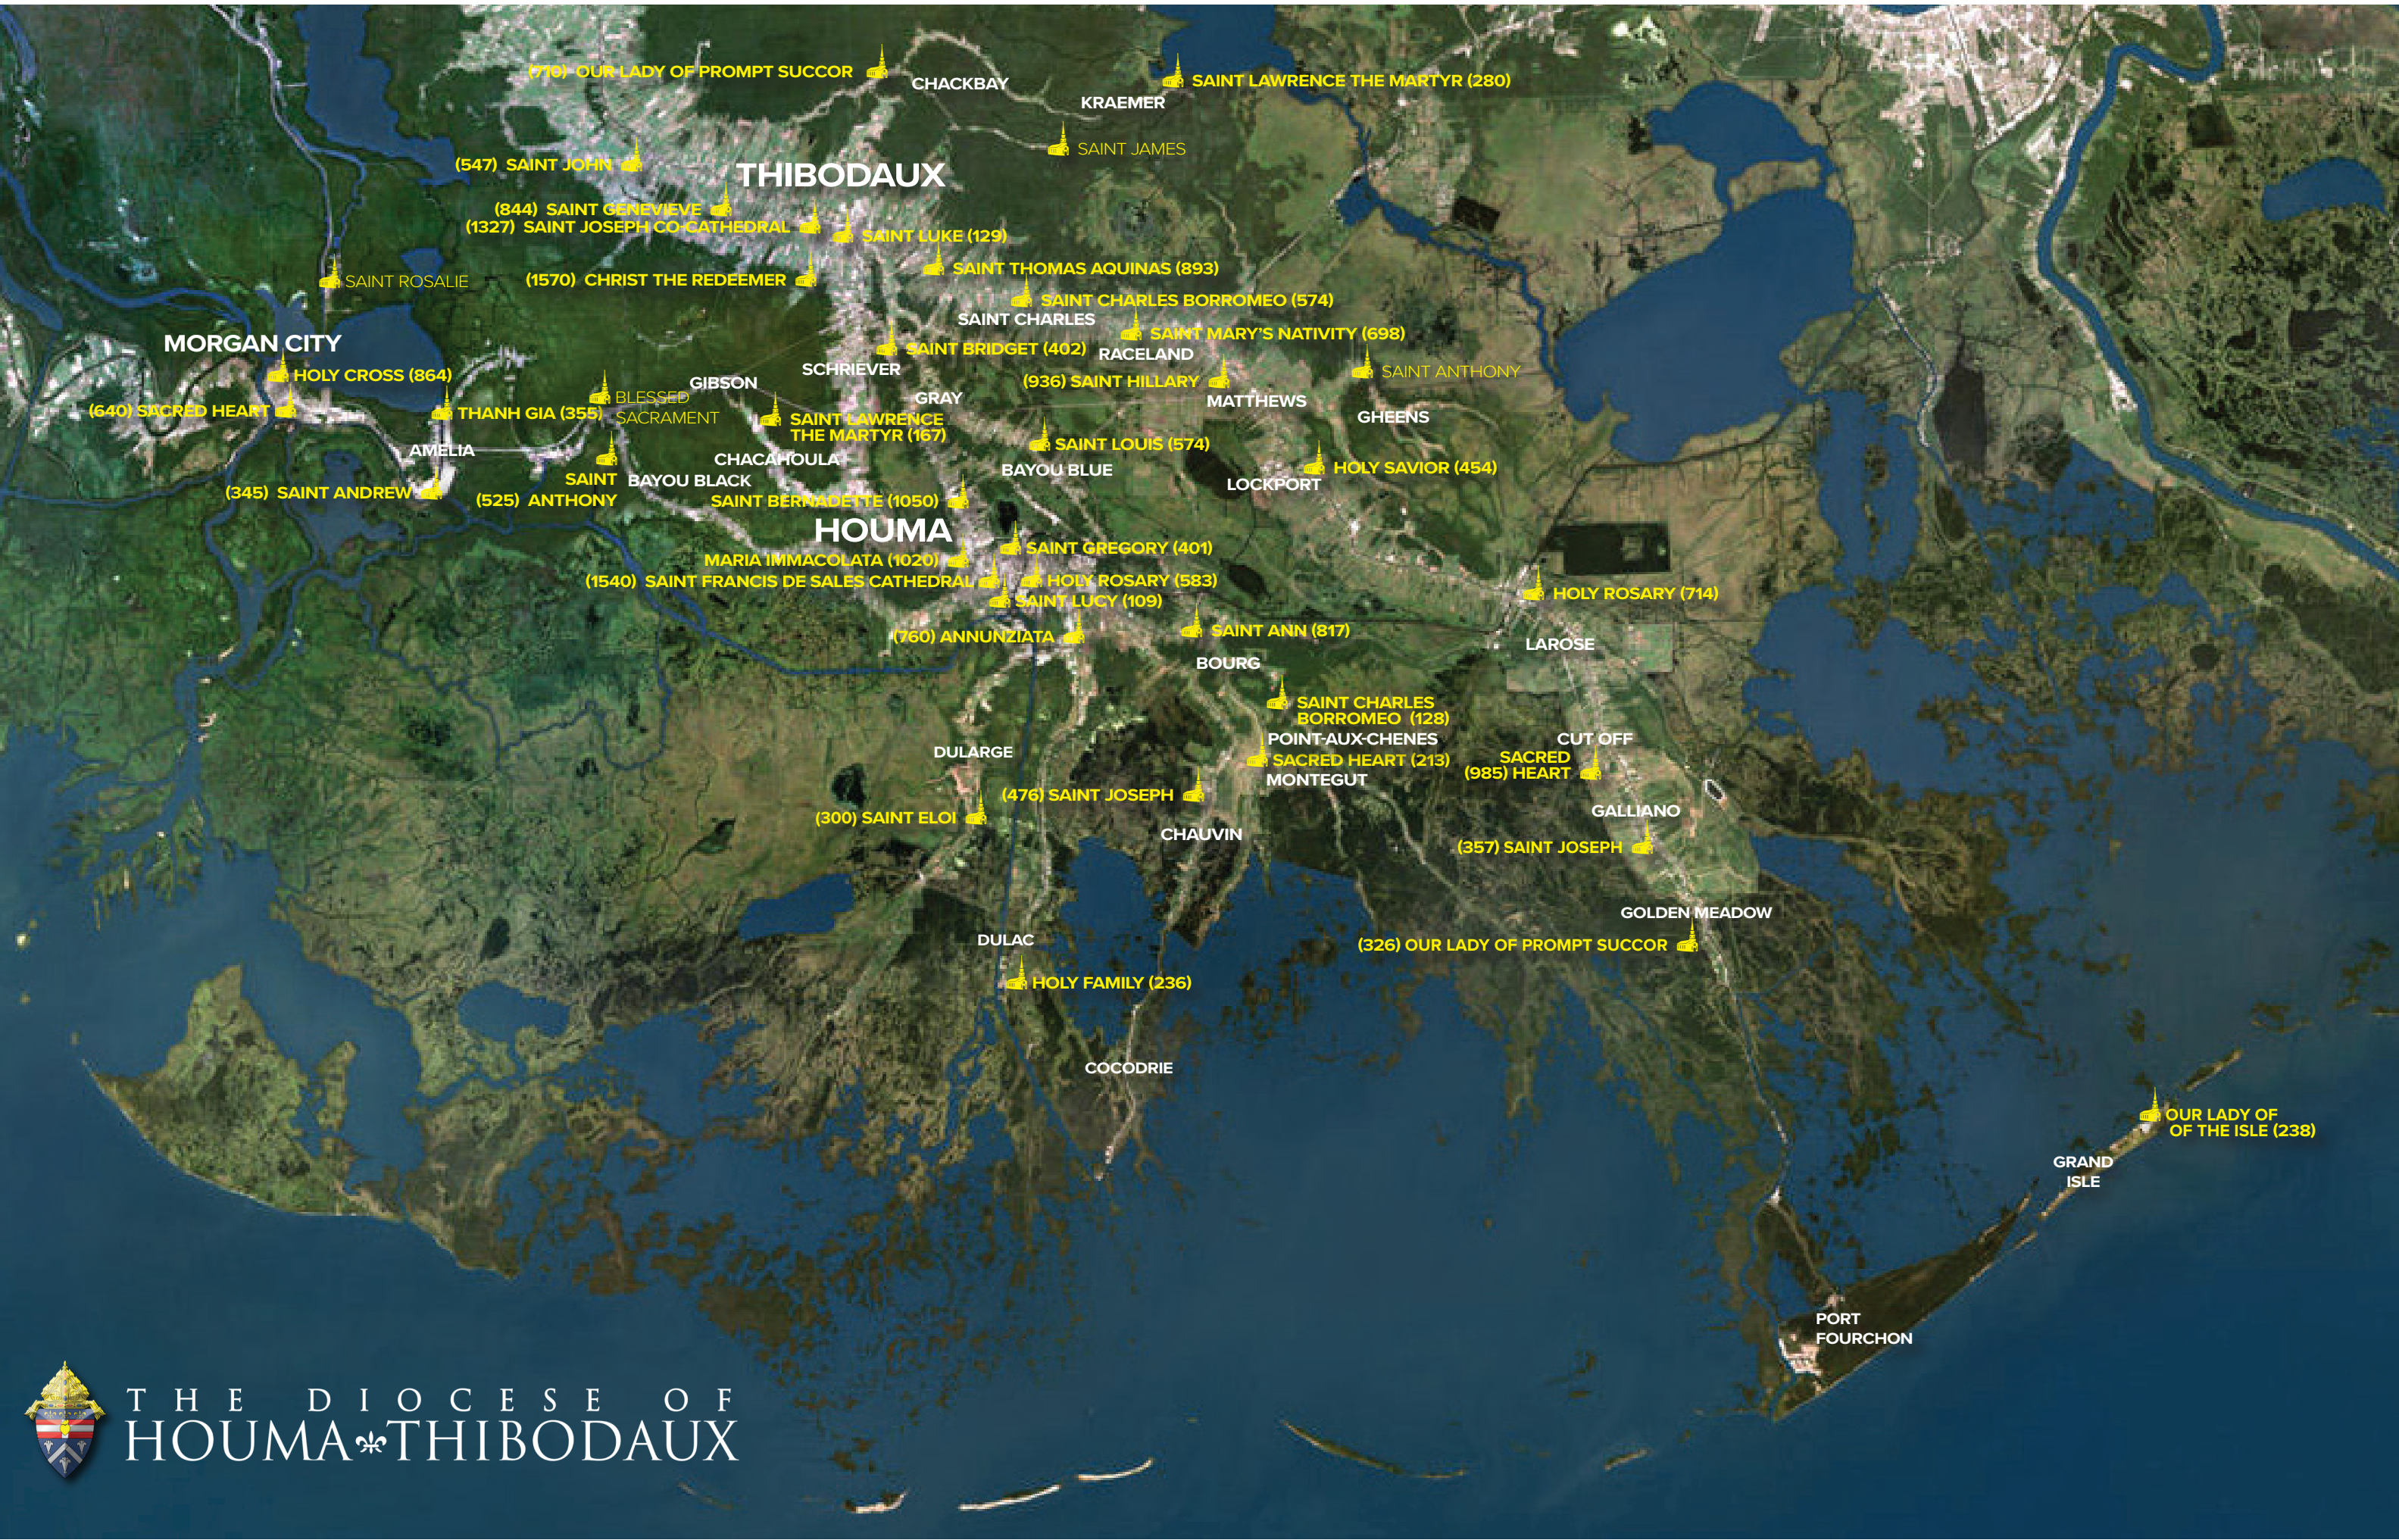 (710) OUR LADY OF PROMPT SUCCOR
CHACKBAY
SAINT LAWRENCE THE MARTYR (280)
KRAEMER
SAINT JAMES
(547) SAINT JOHN
THIBODAUX
(844) SAINT GENEVIEVE
(1327) SAINT JOSEPH CO-CATHEDRAL
SAINT LUKE (129)
SAINT THOMAS AQUINAS (893)
SAINT ROSALIE
(1570) CHRIST THE REDEEMER
SAINT CHARLES BORROMEO (574)
SAINT CHARLES
SAINT MARY'S NATIVITY (698)
MORGAN CITY
SAINT BRIDGET (402)
RACELAND
SCHRIEVER
SAINT ANTHONY
HOLY CROSS (864)
GIBSON
(936) SAINT HILLARY
BLESSED
SACRAMENT
GRAY
MATTHEWS
(640) SACRED HEART
THANH GIA (355)
GHEENS
SAINT LAWRENCE
THE MARTYR (167)
SAINT LOUIS (574)
AMELIA
CHACAHOULA
BAYOU BLUE
HOLY SAVIOR (454)
LOCKPORT
SAINT
(525) ANTHONY
BAYOU BLACK
(345) SAINT ANDREW
SAINT BERNADETTE (1050)
HOUMA
SAINT GREGORY (401)
MARIA IMMACOLATA (1020)
(1540) SAINT FRANCIS DE SALES CATHEDRAL
HOLY ROSARY (583)
HOLY ROSARY (714)
SAINT LUCY (109)
(760) ANNUNZIATA
SAINT ANN (817)
LAROSE
BOURG
SAINT CHARLES
BORROMEO (128)
POINT-AUX-CHENES
CUT OFF
DULARGE
SACRED HEART (213)
SACRED
(985) HEART
MONTEGUT
(476) SAINT JOSEPH
GALLIANO
(300) SAINT ELOI
CHAUVIN
(357) SAINT JOSEPH
GOLDEN MEADOW
DULAC
(326) OUR LADY OF PROMPT SUCCOR
HOLY FAMILY (236)
COCODRIE
OUR LADY OF
OF THE ISLE (238)
GRAND
ISLE
PORT
FOURCHON
THE DIOCESE OF
HOUMA THIBODAUX